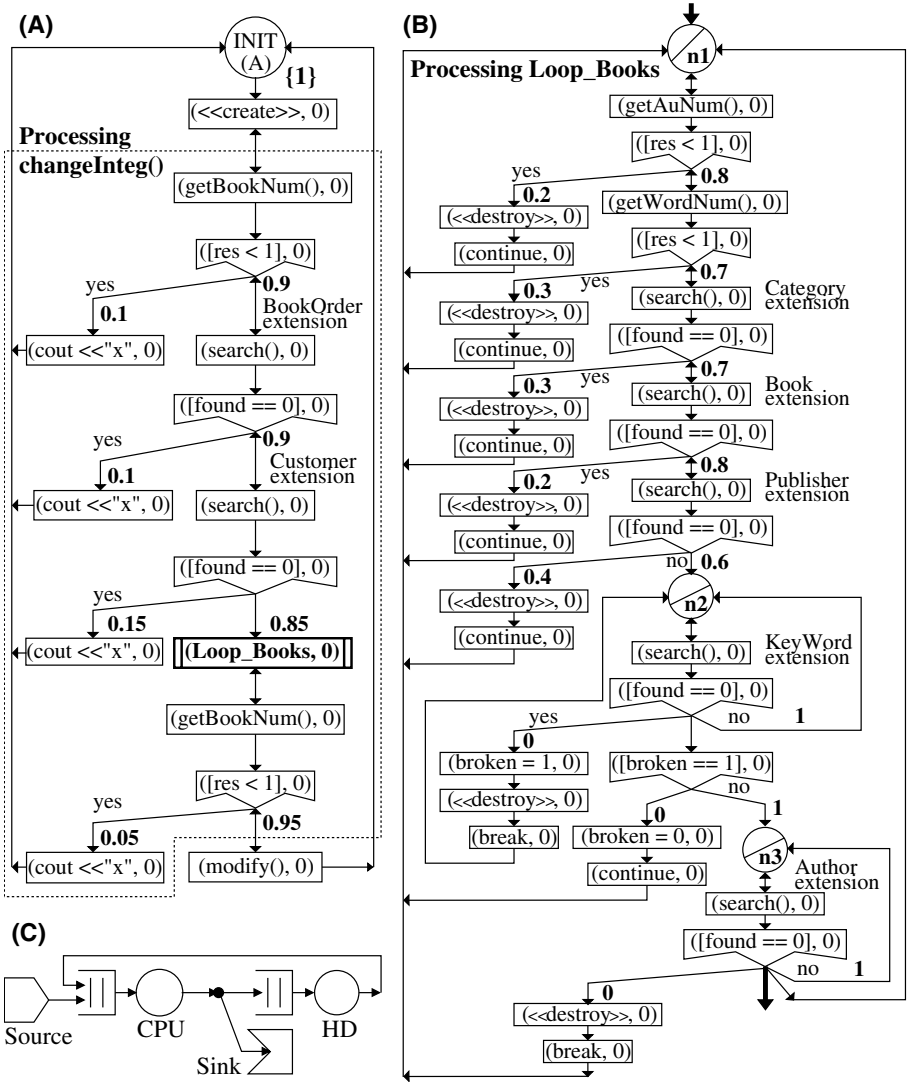 (A)
INIT
(A)
{1}
(<<create>>, 0)
Processing
changeInteg()
(getBookNum(), 0)
([res < 1], 0)
yes
0.1
0.9
BookOrder
extension
(cout <<"x", 0)
(search(), 0)
([found == 0], 0)
yes
0.1
0.9
Customer
extension
(cout <<"x", 0)
(search(), 0)
([found == 0], 0)
yes
0.15
0.85
(cout <<"x", 0)
(Loop_Books, 0)
(getBookNum(), 0)
([res < 1], 0)
yes
0.05
0.95
(cout <<"x", 0)
(modify(), 0)
(B)
n1
Processing Loop_Books
(getAuNum(), 0)
([res < 1], 0)
yes
0.2
0.8
(<<destroy>>, 0)
(getWordNum(), 0)
(continue, 0)
([res < 1], 0)
yes
0.3
0.7
(<<destroy>>, 0)
(search(), 0)
Category
extension
(continue, 0)
([found == 0], 0)
yes
0.3
0.7
(<<destroy>>, 0)
(search(), 0)
Book
extension
(continue, 0)
([found == 0], 0)
yes
0.2
0.8
(<<destroy>>, 0)
(search(), 0)
Publisher
extension
(continue, 0)
([found == 0], 0)
no
0.4
0.6
(<<destroy>>, 0)
n2
(continue, 0)
(search(), 0)
KeyWord
extension
([found == 0], 0)
yes
no
1
0
(broken = 1, 0)
([broken == 1], 0)
(<<destroy>>, 0)
no
0
1
(break, 0)
(broken = 0, 0)
n3
(continue, 0)
Author
extension
(search(), 0)
([found == 0], 0)
no
1
0
(<<destroy>>, 0)
(break, 0)
(C)
Source
CPU
HD
Sink